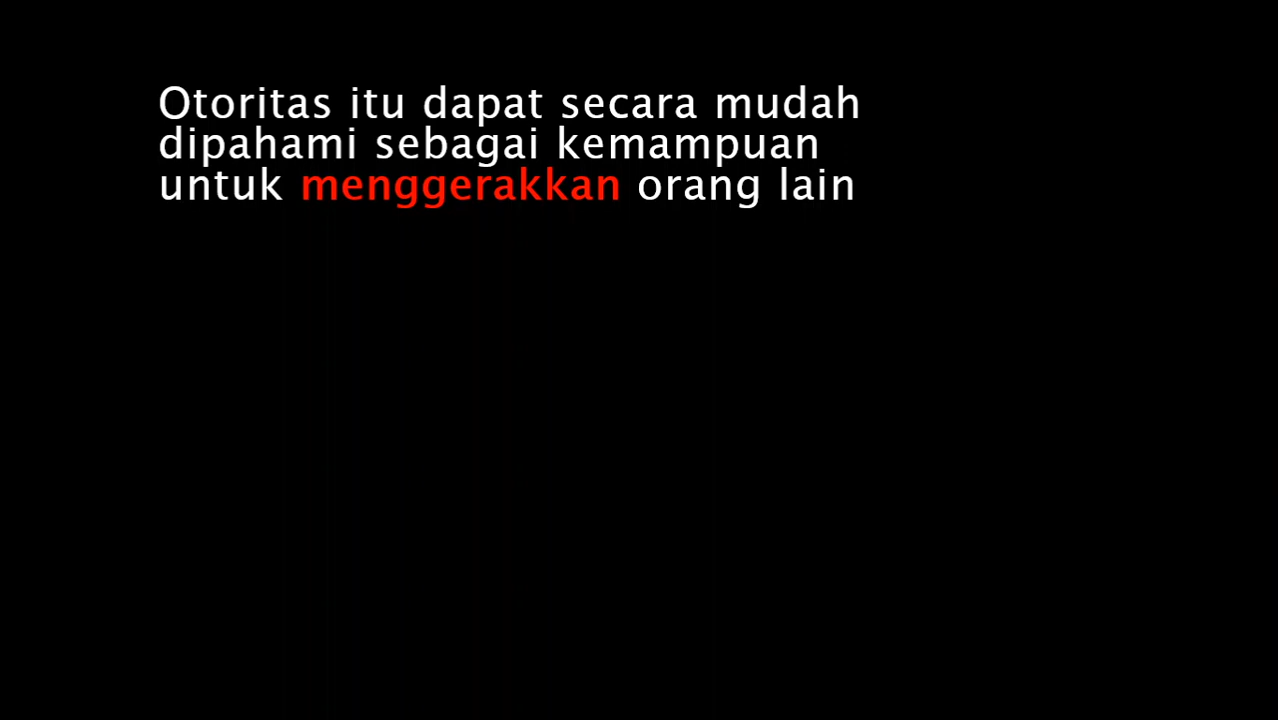 Otoritas itu dapat secara mudah
dipahami sebagai kemampuan
untuk menggerakkan orang lain